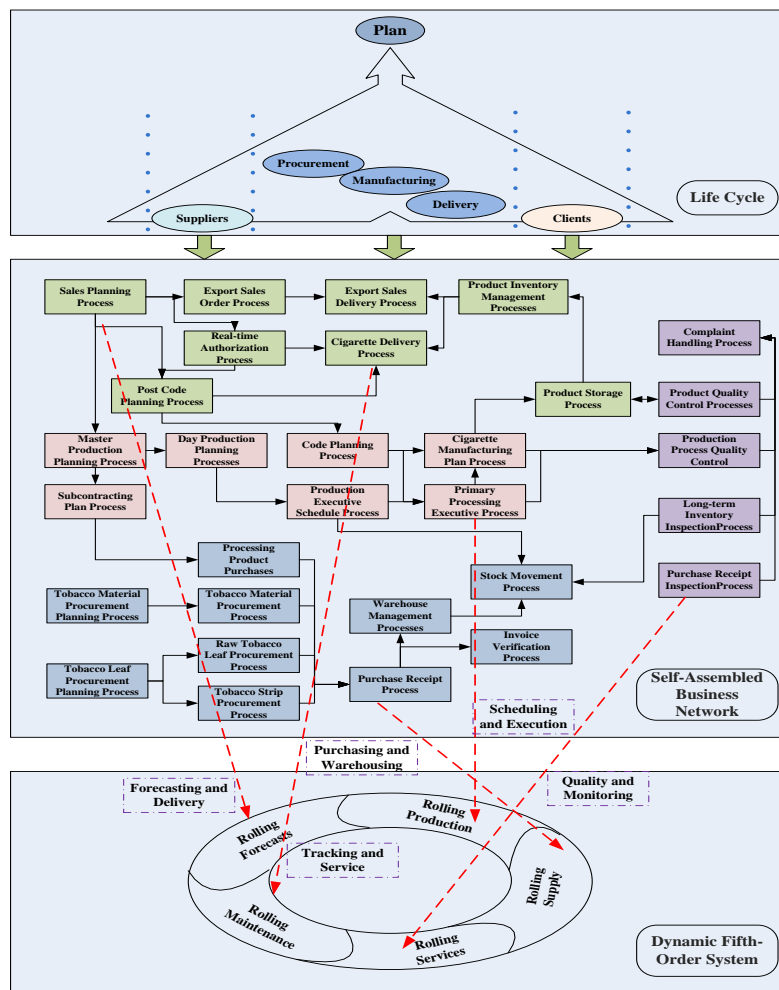 Plan
Procurement
Manufacturing
Delivery
Suppliers
Clients
Life Cycle
Sales Planning
Process
Export Sales
Order Process
Export Sales
Delivery Process
Product Inventory
Management
Processes
Real-time
Authorization
Process
Cigarette Delivery
Process
Complaint
Handling Process
Post Code
Planning Process
Product Storage
Process
Product Quality
Control Processes
Master
Production
Planning Process
Day Production
Planning
Processes
Code Planning
Process
Cigarette
Manufacturing
Plan Process
Production
Process Quality
Control
Subcontracting
Plan Process
Production
Executive
Schedule Process
Primary
Processing
Executive Process
Long-term
Inventory
InspectionProcess
Processing
Product
Purchases
Stock Movement
Process
Purchase Receipt
InspectionProcess
Tobacco Material
Procurement
Planning Process
Tobacco Material
Procurement
Process
Warehouse
Management
Processes
Raw Tobacco
Leaf Procurement
Process
Invoice
Verification
Process
Tobacco Leaf
Procurement
Planning Process
Tobacco Strip
Procurement
Process
Purchase Receipt
Process
Self-Assembled
Business
Network
Scheduling
and Execution
Purchasing and
Warehousing
Forecasting and
Delivery
Quality and
Monitoring
Rolling
Forecasts
Rolling
Production
Tracking and
Service
Rolling
Supply
Rolling
Maintenance
Rolling
Services
Dynamic Fifth-
Order System